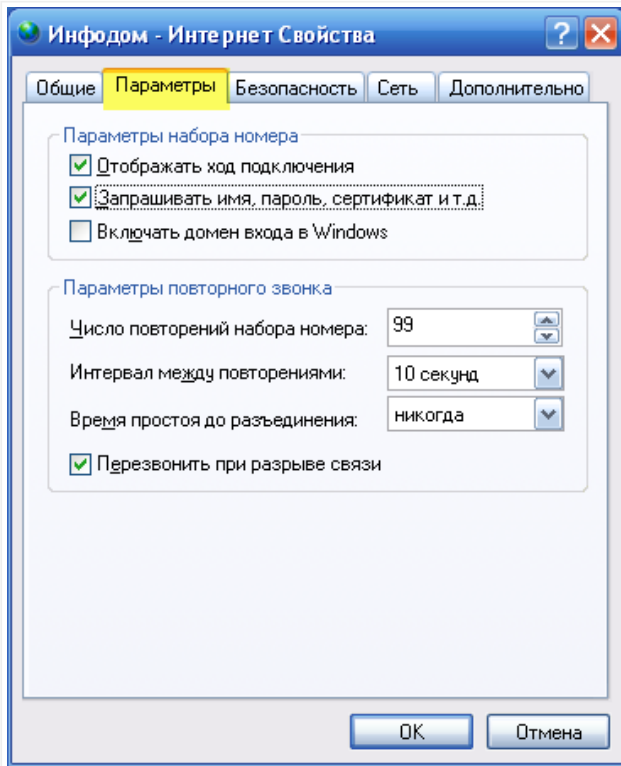 Инфодом - Интернет Свойства
Общие Параметры Безопасность Сеть Дополнительно
Параметры набора номера
Отображать ход подключения
Запрашивать имя, пароль, сертификат и т.д.
Включать домен входа в Windows
Параметры повторного звонка
Число повторений набора номера: 99
Интервал между повторениями: 10 секунд
Время простоя до разъединения: никогда
Перезвонить при разрыве связи
OK Отмена